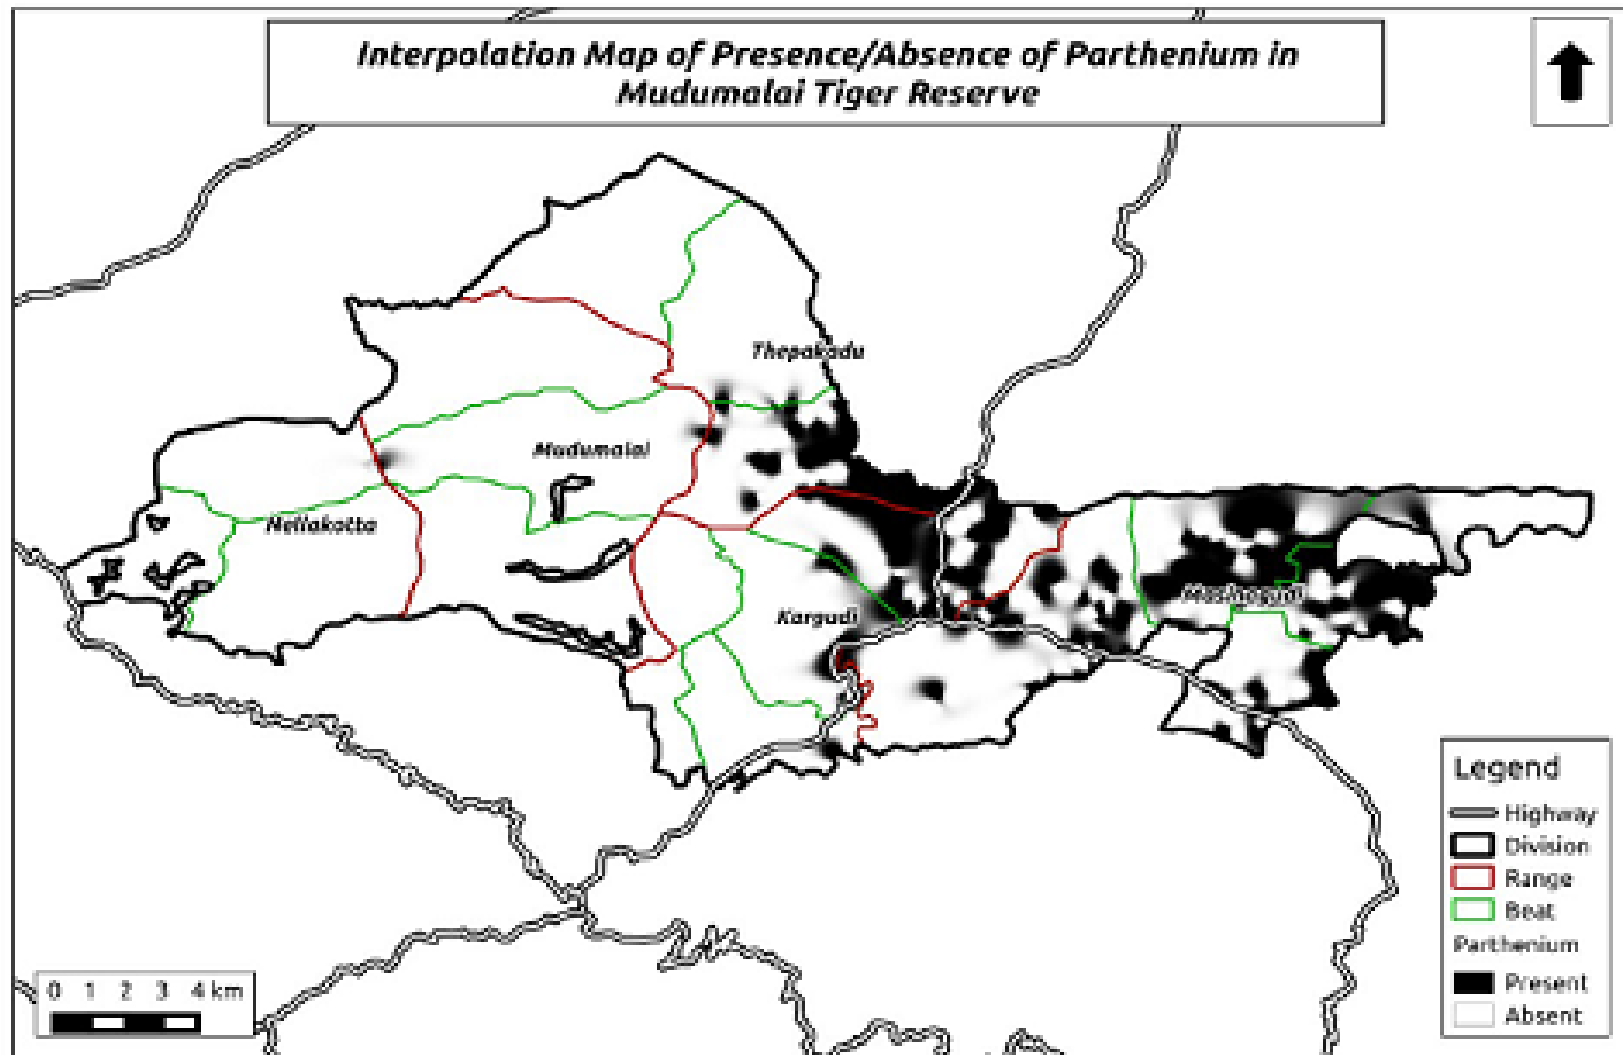 Interpolation Map of Presence/Absence of Parthenium in
Mudumalai Tiger Reserve
Thepakadu
Mudumalai
Nellakotta
Kargudi
Masinagudi
Legend
Highway
Division
Range
Beat
Parthenium
Present
Absent
0 1 2 3 4 km